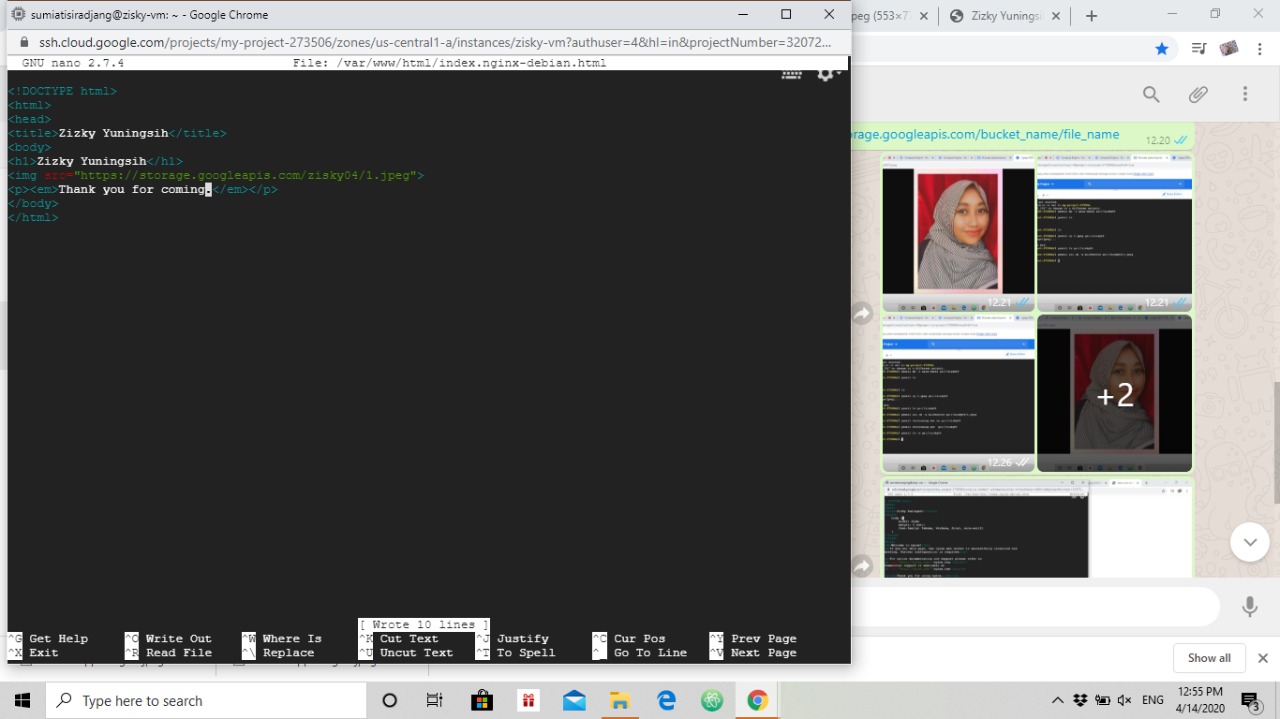 sumiatisiradjang@zisky-vm: ~ - Google Chrome
ssh.cloud.google.com/projects/my-project-273506/zones/us-central1-a/instances/zisky-vm?authuser=4&hl=in&projectNumber=32072...
GNU nano 2.7.4 File: /var/www/html/index.nginx-debian.html
<!DOCTYPE html>
<html>
<head>
<title>Zizky Yuningsih</title>
<body>
<h1>Zizky Yuningsih</h1>
<img src="https://storage.googleapis.com/zisky05/1.jpeg">
<p><em>Thank you for coming</em></p>
</body>
</html>
[ Wrote 10 lines ]
^G Get Help ^O Write Out ^W Where Is ^K Cut Text ^J Justify ^C Cur Pos ^Y Prev Page
^X Exit ^R Read File ^\ Replace ^U Uncut Text ^T To Spell ^_ Go To Line ^V Next Page
peg (553×7
Zizky Yuningsi
orage.googleapis.com/bucket_name/file_name
12.20
12.21
12.21
12.26
+2
Show all
Type here to search
ENG
3:55 PM
4/14/2020
3